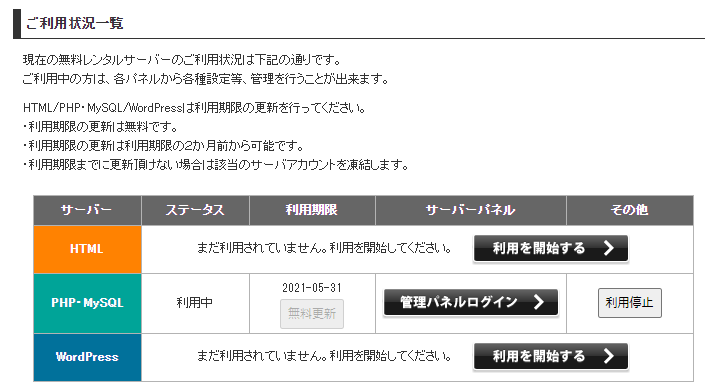 ご利用状況一覧
現在の無料レンタルサーバーのご利用状況は下記の通りです。
ご利用中の方は、各パネルから各種設定等、管理を行うことが出来ます。
HTML/PHP・MySQL/WordPressは利用期限の更新を行ってください。
・利用期限の更新は無料です。
・利用期限の更新は利用期限の2か月前から可能です。
・利用期限までに更新頂けない場合は該当のサーバアカウントを凍結します。
サーバー ステータス 利用期限 サーバーパネル その他
HTML まだ利用されていません。利用を開始してください。 利用を開始する
PHP・MySQL 利用中 2021-05-31 無料更新 管理パネルログイン 利用停止
WordPress まだ利用されていません。利用を開始してください。 利用を開始する